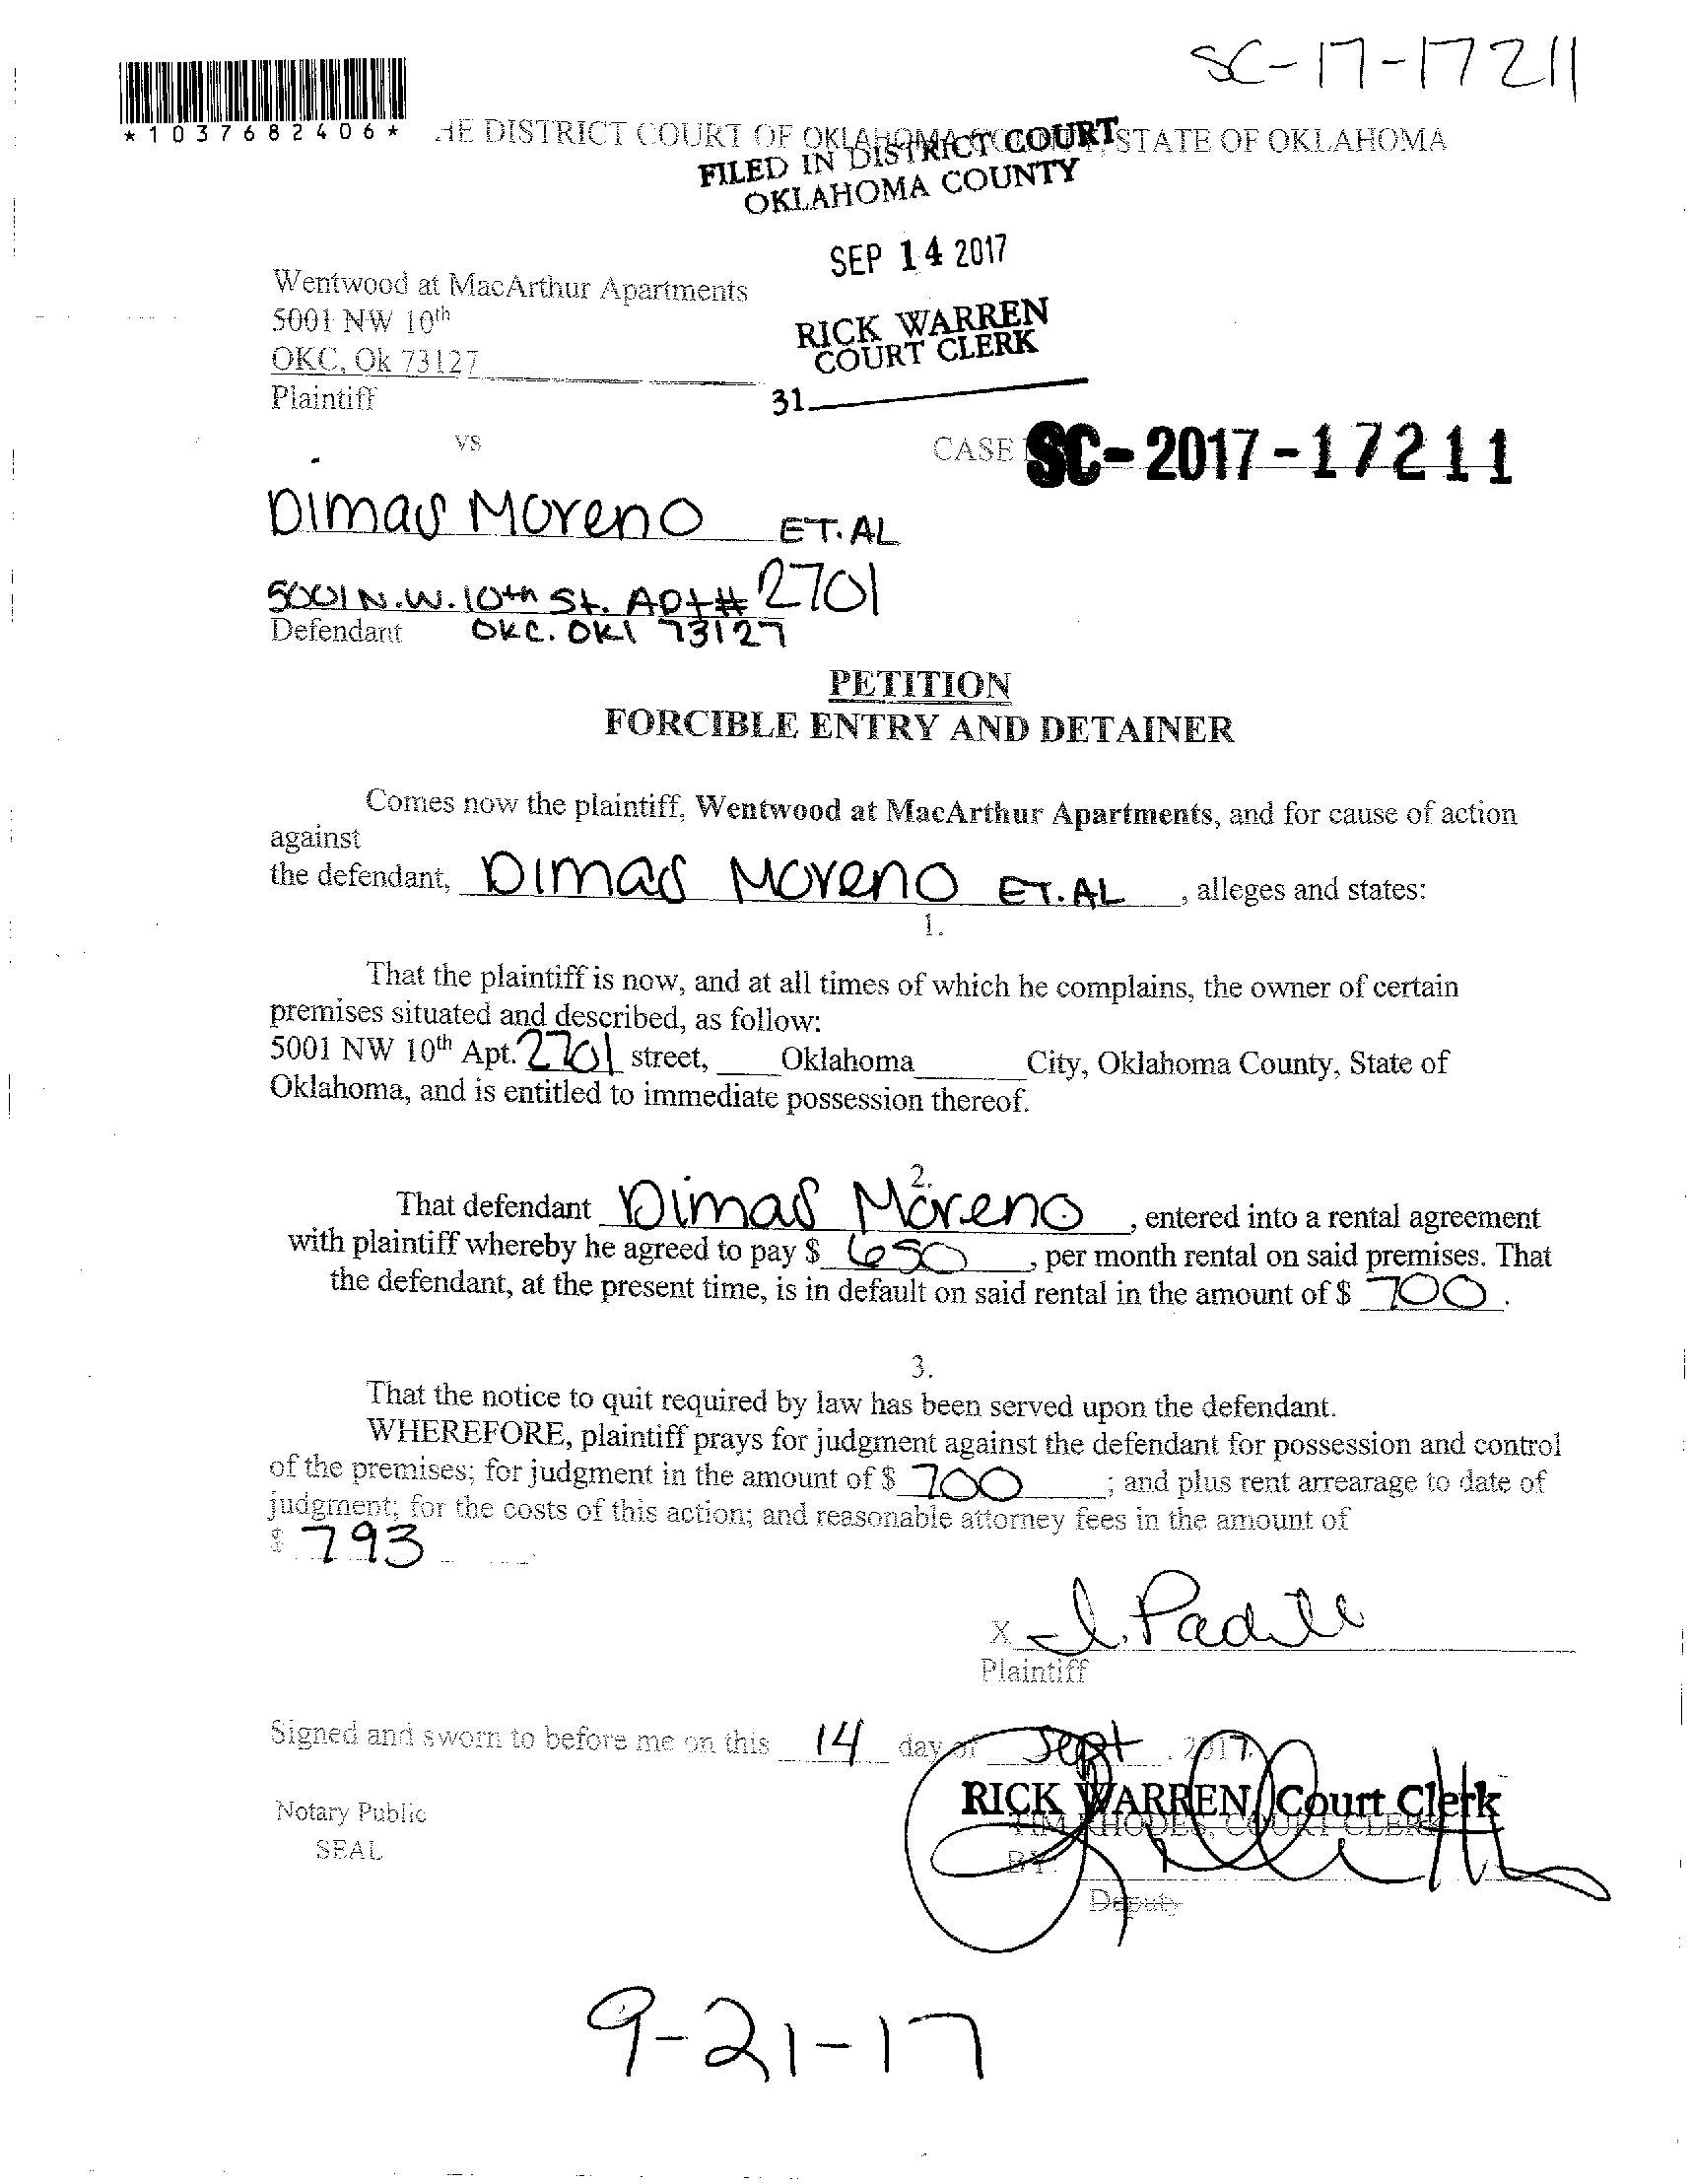 SC-17-17211
*1037682406*
HE DISTRICT COURT OF OKLAHOMA COUNTY, STATE OF OKLAHOMA
FILED IN DISTRICT COURT
OKLAHOMA COUNTY
SEP 14 2017
Wentwood at MacArthur Apartments
5001 NW 10th
RICK WARREN
COURT CLERK
OKC, Ok 73127
Plaintiff
31
vs
CASE SC-2017-17211
Dimas Moreno ET.AL
5001 N.W. 10th St. Apt# 2701
Defendant OKC. OKl 73127
PETITION
FORCIBLE ENTRY AND DETAINER
Comes now the plaintiff, Wentwood at MacArthur Apartments, and for cause of action
against
the defendant, Dimas Moreno ET.AL, alleges and states:
1.
That the plaintiff is now, and at all times of which he complains, the owner of certain
premises situated and described, as follow:
5001 NW 10th Apt. 2701 street, Oklahoma City, Oklahoma County, State of
Oklahoma, and is entitled to immediate possession thereof.
2.
That defendant Dimas Moreno, entered into a rental agreement
with plaintiff whereby he agreed to pay $ 650, per month rental on said premises. That
the defendant, at the present time, is in default on said rental in the amount of $ 700.
3.
That the notice to quit required by law has been served upon the defendant.
WHEREFORE, plaintiff prays for judgment against the defendant for possession and control
of the premises; for judgment in the amount of $ 700; and plus rent arrearage to date of
judgment; for the costs of this action; and reasonable attorney fees in the amount of
$ 793
X
Plaintiff
Signed and sworn to before me on this 14 day of Sept, 2017.
RICK WARREN, Court Clerk
TIM RHODES, COURT CLERK
Notary Public
SEAL
BY:
Deputy
9-21-17